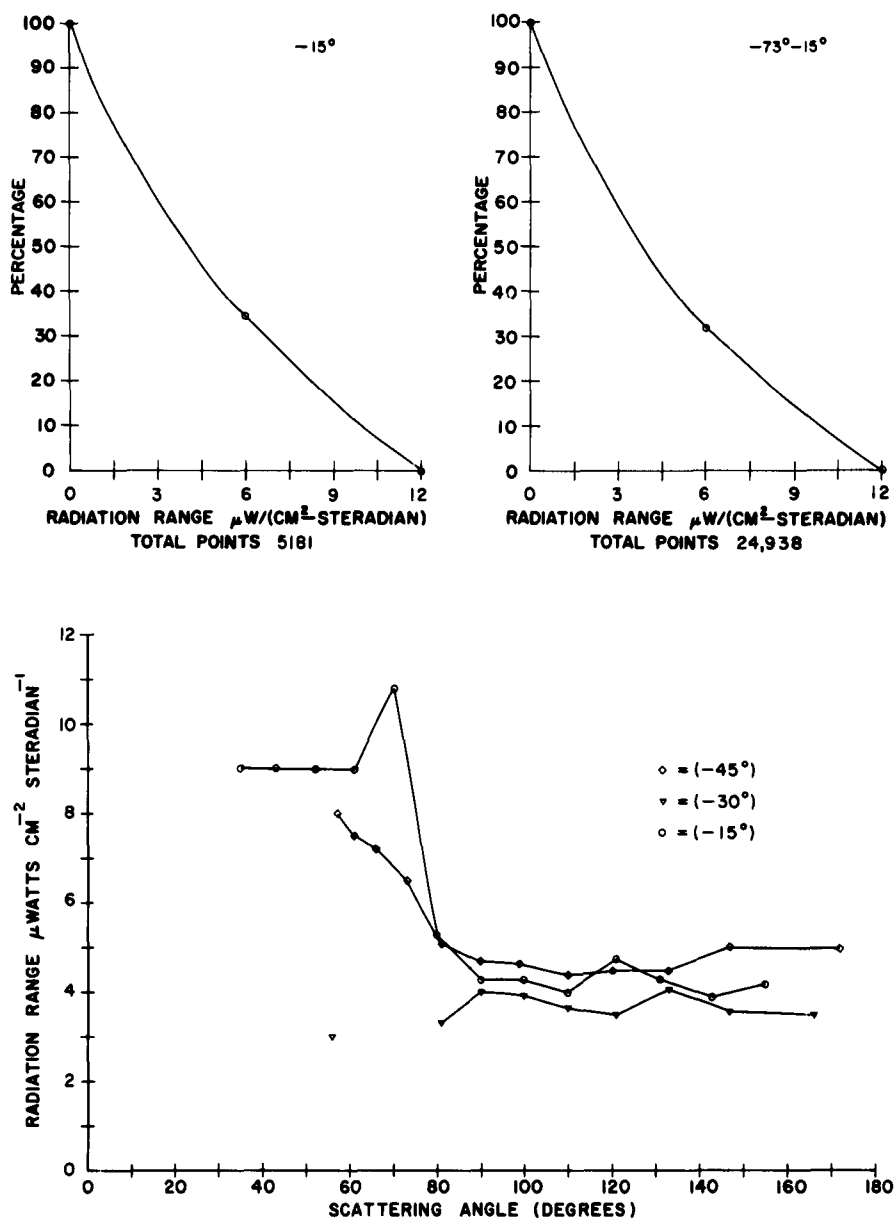 100
90
80
70
60
50
40
30
20
10
0
PERCENTAGE
−15°
0 3 6 9 12
RADIATION RANGE μW/(CM²-STERADIAN)
TOTAL POINTS 5181
100
90
80
70
60
50
40
30
20
10
0
PERCENTAGE
−73°−15°
0 3 6 9 12
RADIATION RANGE μW/(CM²-STERADIAN)
TOTAL POINTS 24,938
12
10
8
6
4
2
0
RADIATION RANGE μWATTS CM⁻² STERADIAN⁻¹
◇ = (−45°)
▽ = (−30°)
○ = (−15°)
0 20 40 60 80 100 120 140 160 180
SCATTERING ANGLE (DEGREES)